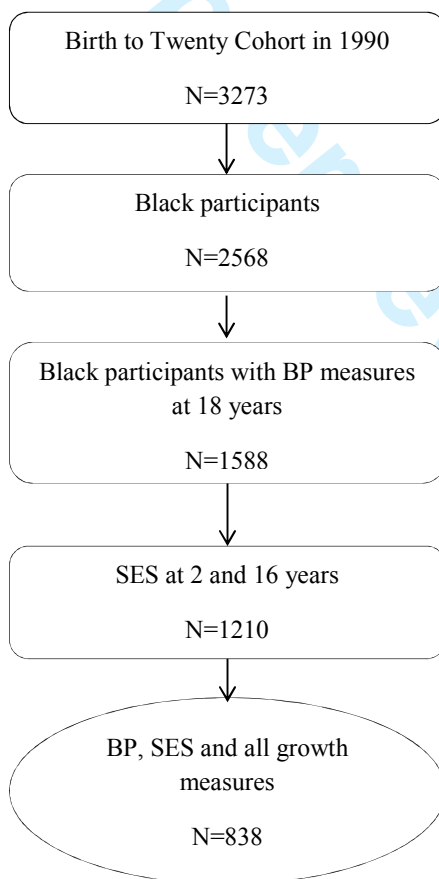 Birth to Twenty Cohort in 1990
N=3273
Black participants
N=2568
Black participants with BP measures
at 18 years
N=1588
SES at 2 and 16 years
N=1210
BP, SES and all growth
measures
N=838